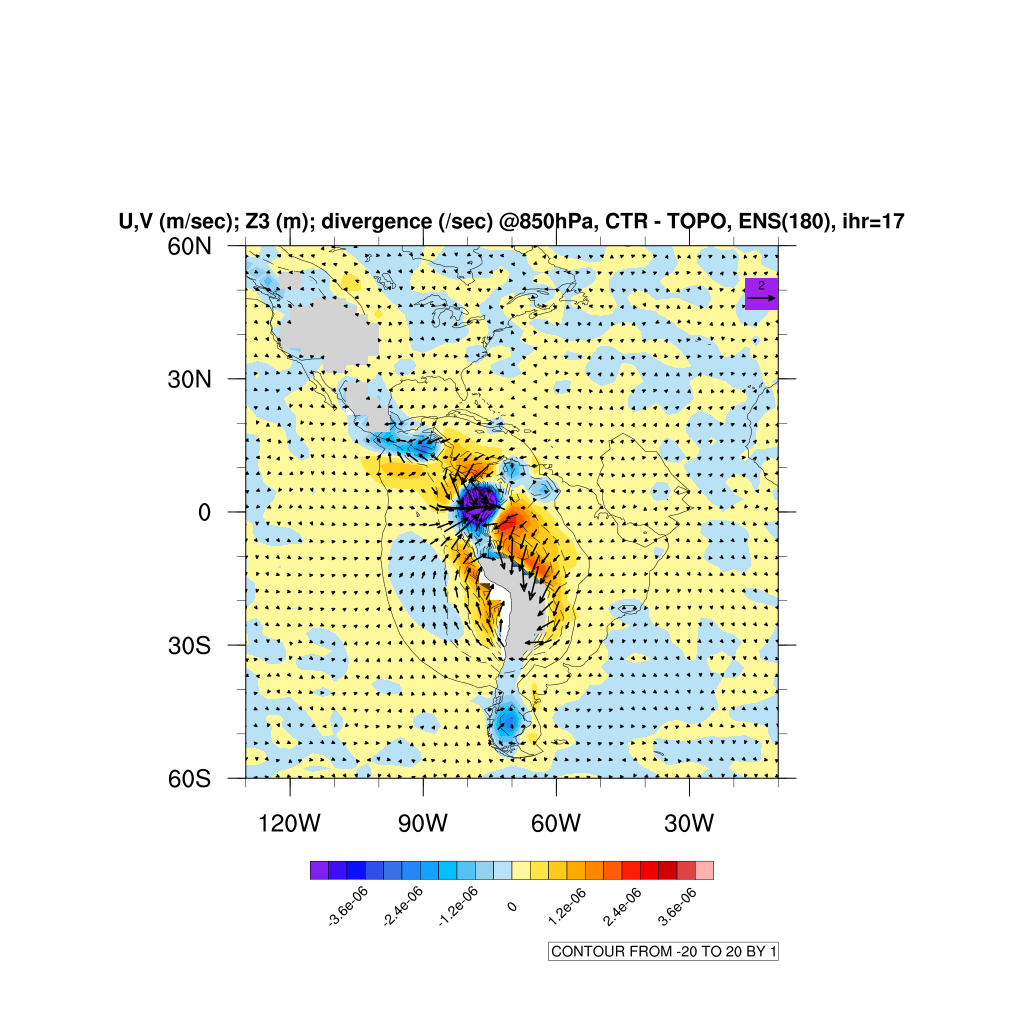 U,V (m/sec); Z3 (m); divergence (/sec) @850hPa, CTR - TOPO, ENS(180), ihr=17
60N
2
30N
0
30S
60S
120W 90W 60W 30W
-3.6e-06 -2.4e-06 -1.2e-06 0 1.2e-06 2.4e-06 3.6e-06
CONTOUR FROM -20 TO 20 BY 1